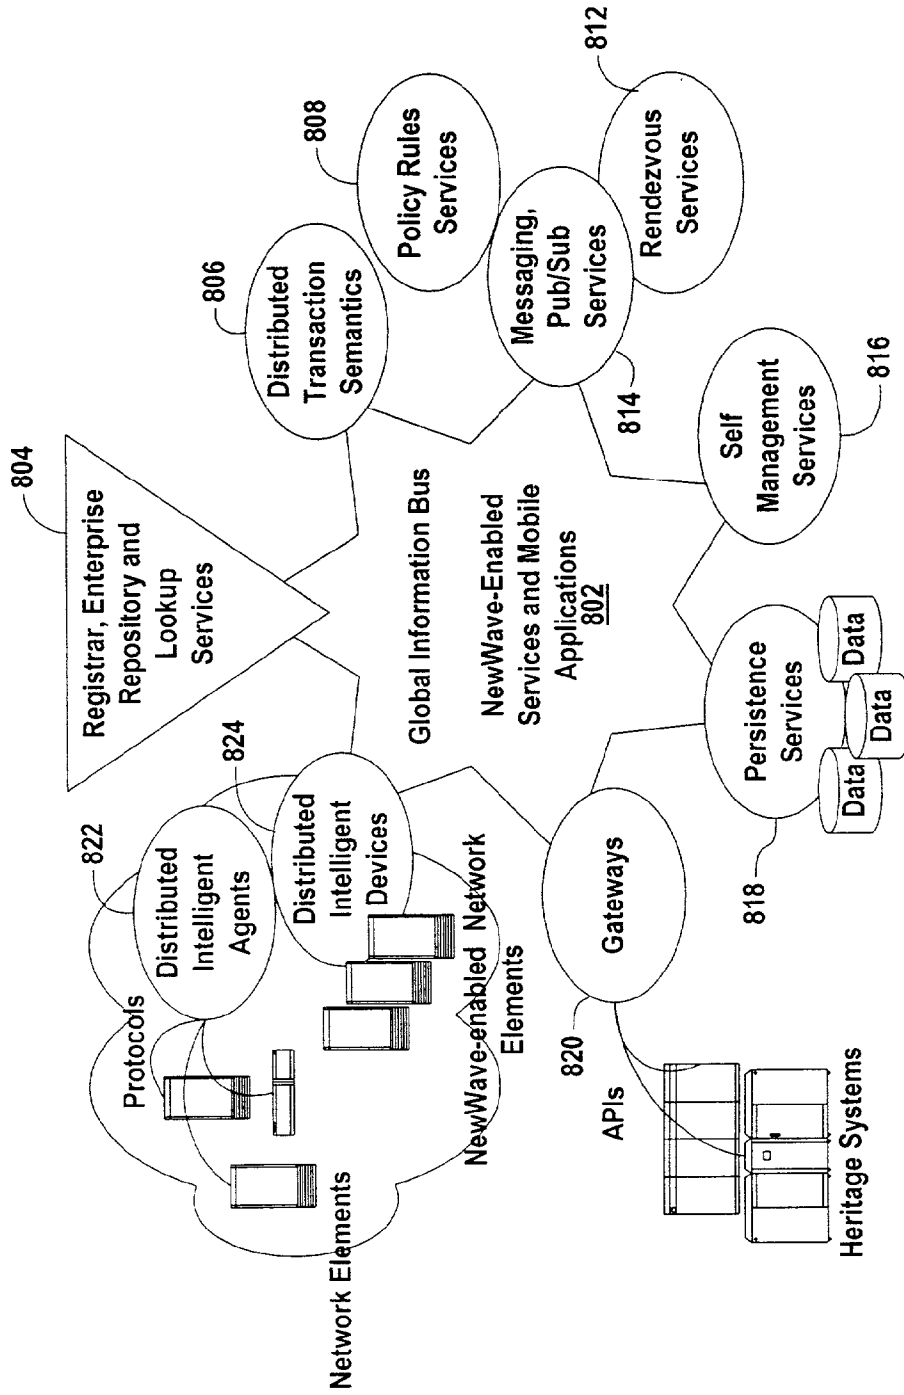 804
Registrar, Enterprise
Repository and
Lookup
Services
806
Distributed
Transaction
Semantics
808
Policy Rules
Services
812
Rendezvous
Services
Messaging,
Pub/Sub
Services
814
Self
Management
Services
816
Global Information Bus
NewWave-Enabled
Services and Mobile
Applications
802
Persistence
Services
Data
Data
Data
818
Gateways
820
APIs
Heritage Systems
822
Distributed
Intelligent
Agents
824
Distributed
Intelligent
Devices
Protocols
Network Elements
NewWave-enabled Network
Elements